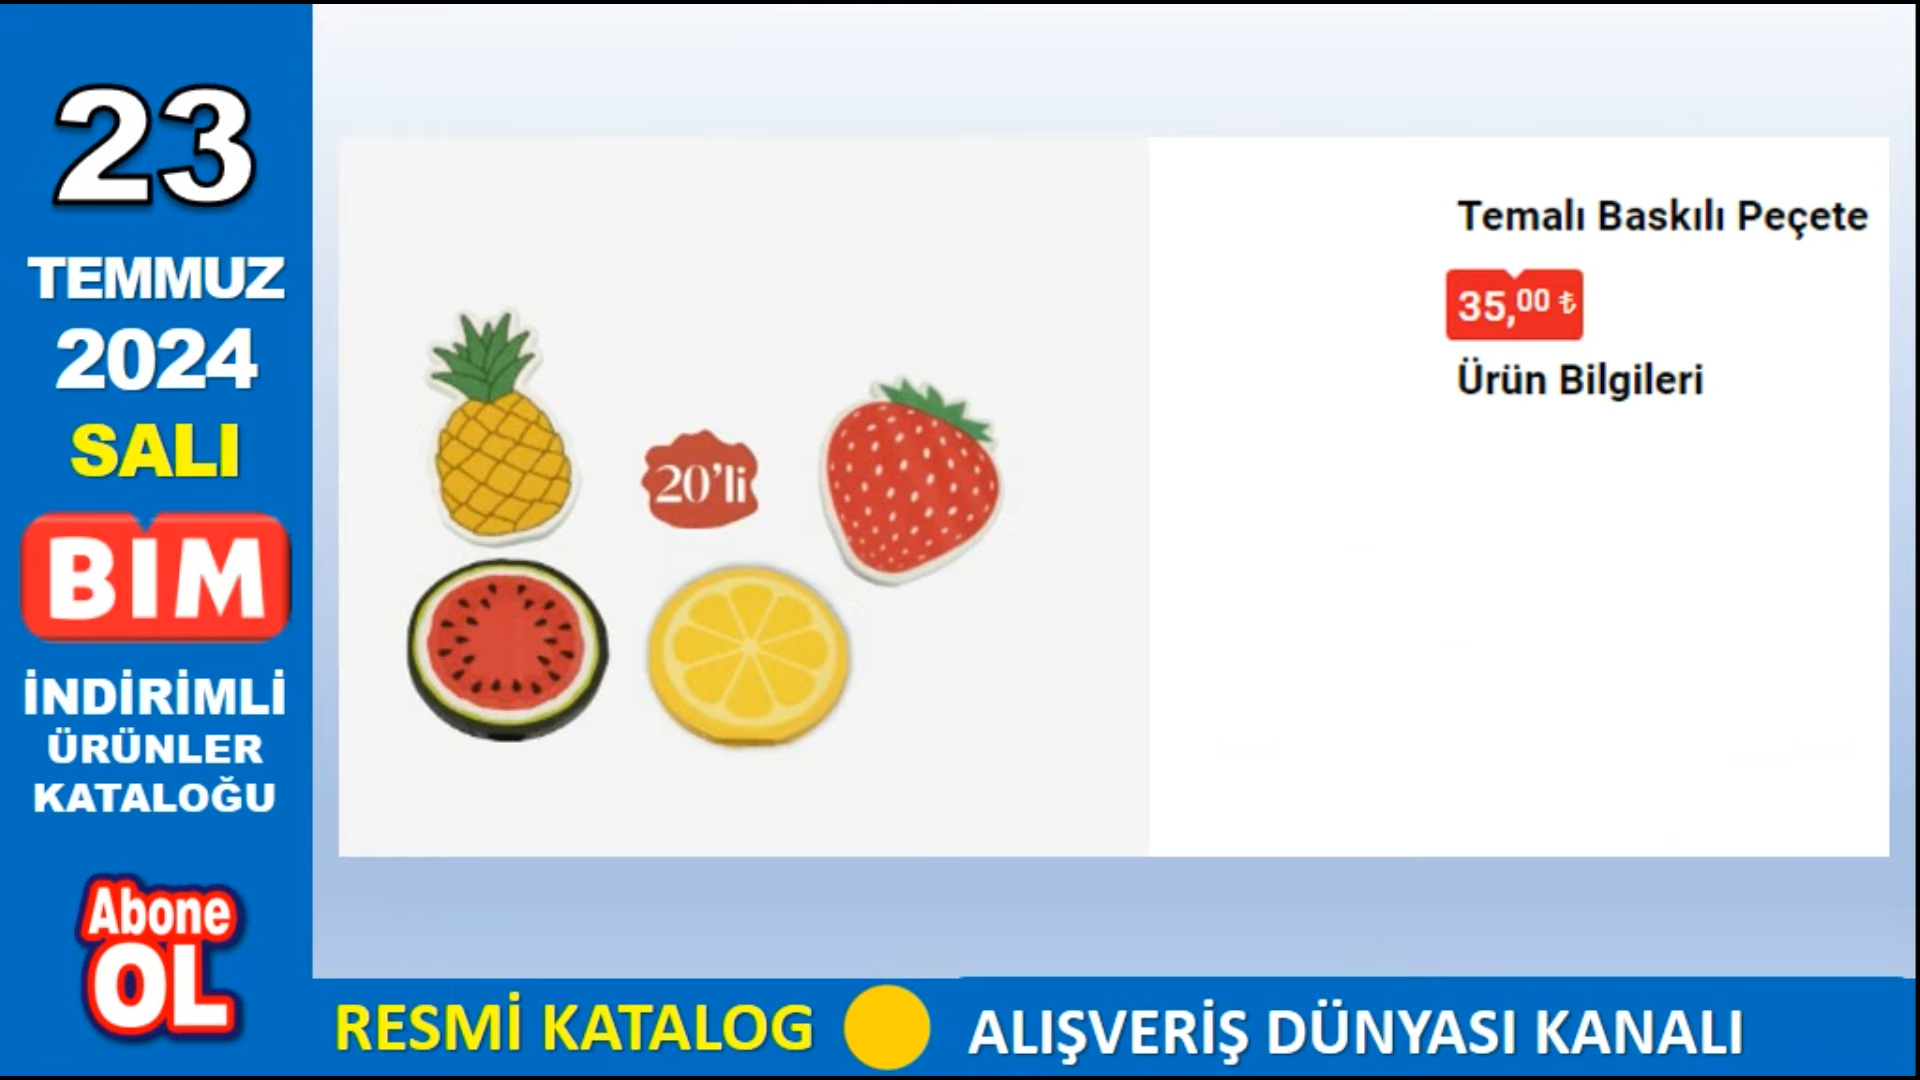 23
TEMMUZ
2024
SALI
BİM
İNDİRİMLİ
ÜRÜNLER
KATALOĞU
Abone
OL
20'li
Temalı Baskılı Peçete
35,00 ₺
Ürün Bilgileri
RESMİ KATALOG
ALIŞVERİŞ DÜNYASI KANALI